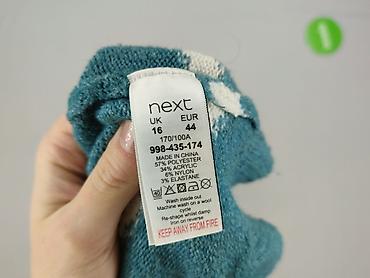 next
UK EUR
16 44
170/100A
998-435-174
MADE IN CHINA
57% POLYESTER
34% ACRYLIC
6% NYLON
3% ELASTANE
Wash inside out
Machine wash on a wool
cycle
Re-shape whilst damp
Iron on reverse
KEEP AWAY FROM FIRE